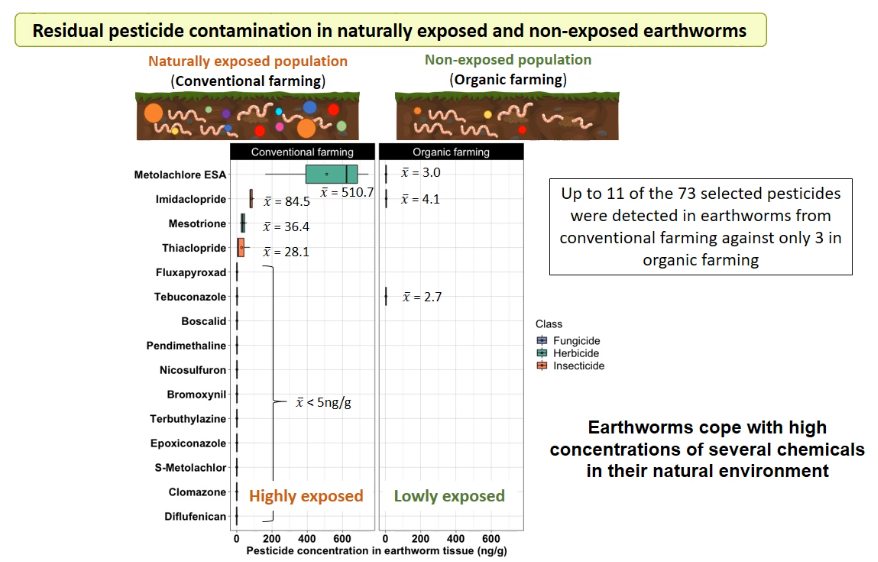 Residual pesticide contamination in naturally exposed and non-exposed earthworms
Naturally exposed population
(Conventional farming)
Non-exposed population
(Organic farming)
Conventional farming
Organic farming
Metolachlore ESA
x̄ = 510.7
x̄ = 3.0
Imidaclopride
x̄ = 84.5
x̄ = 4.1
Mesotrione
x̄ = 36.4
Thiaclopride
x̄ = 28.1
Fluxapyroxad
Tebuconazole
x̄ = 2.7
Boscalid
Pendimethaline
Nicosulfuron
Bromoxynil
x̄ < 5ng/g
Terbuthylazine
Epoxiconazole
S-Metolachlor
Clomazone
Diflufenican
Highly exposed
Lowly exposed
0 200 400 600
0 200 400 600
Pesticide concentration in earthworm tissue (ng/g)
Up to 11 of the 73 selected pesticides
were detected in earthworms from
conventional farming against only 3 in
organic farming
Class
Fungicide
Herbicide
Insecticide
Earthworms cope with high
concentrations of several chemicals
in their natural environment